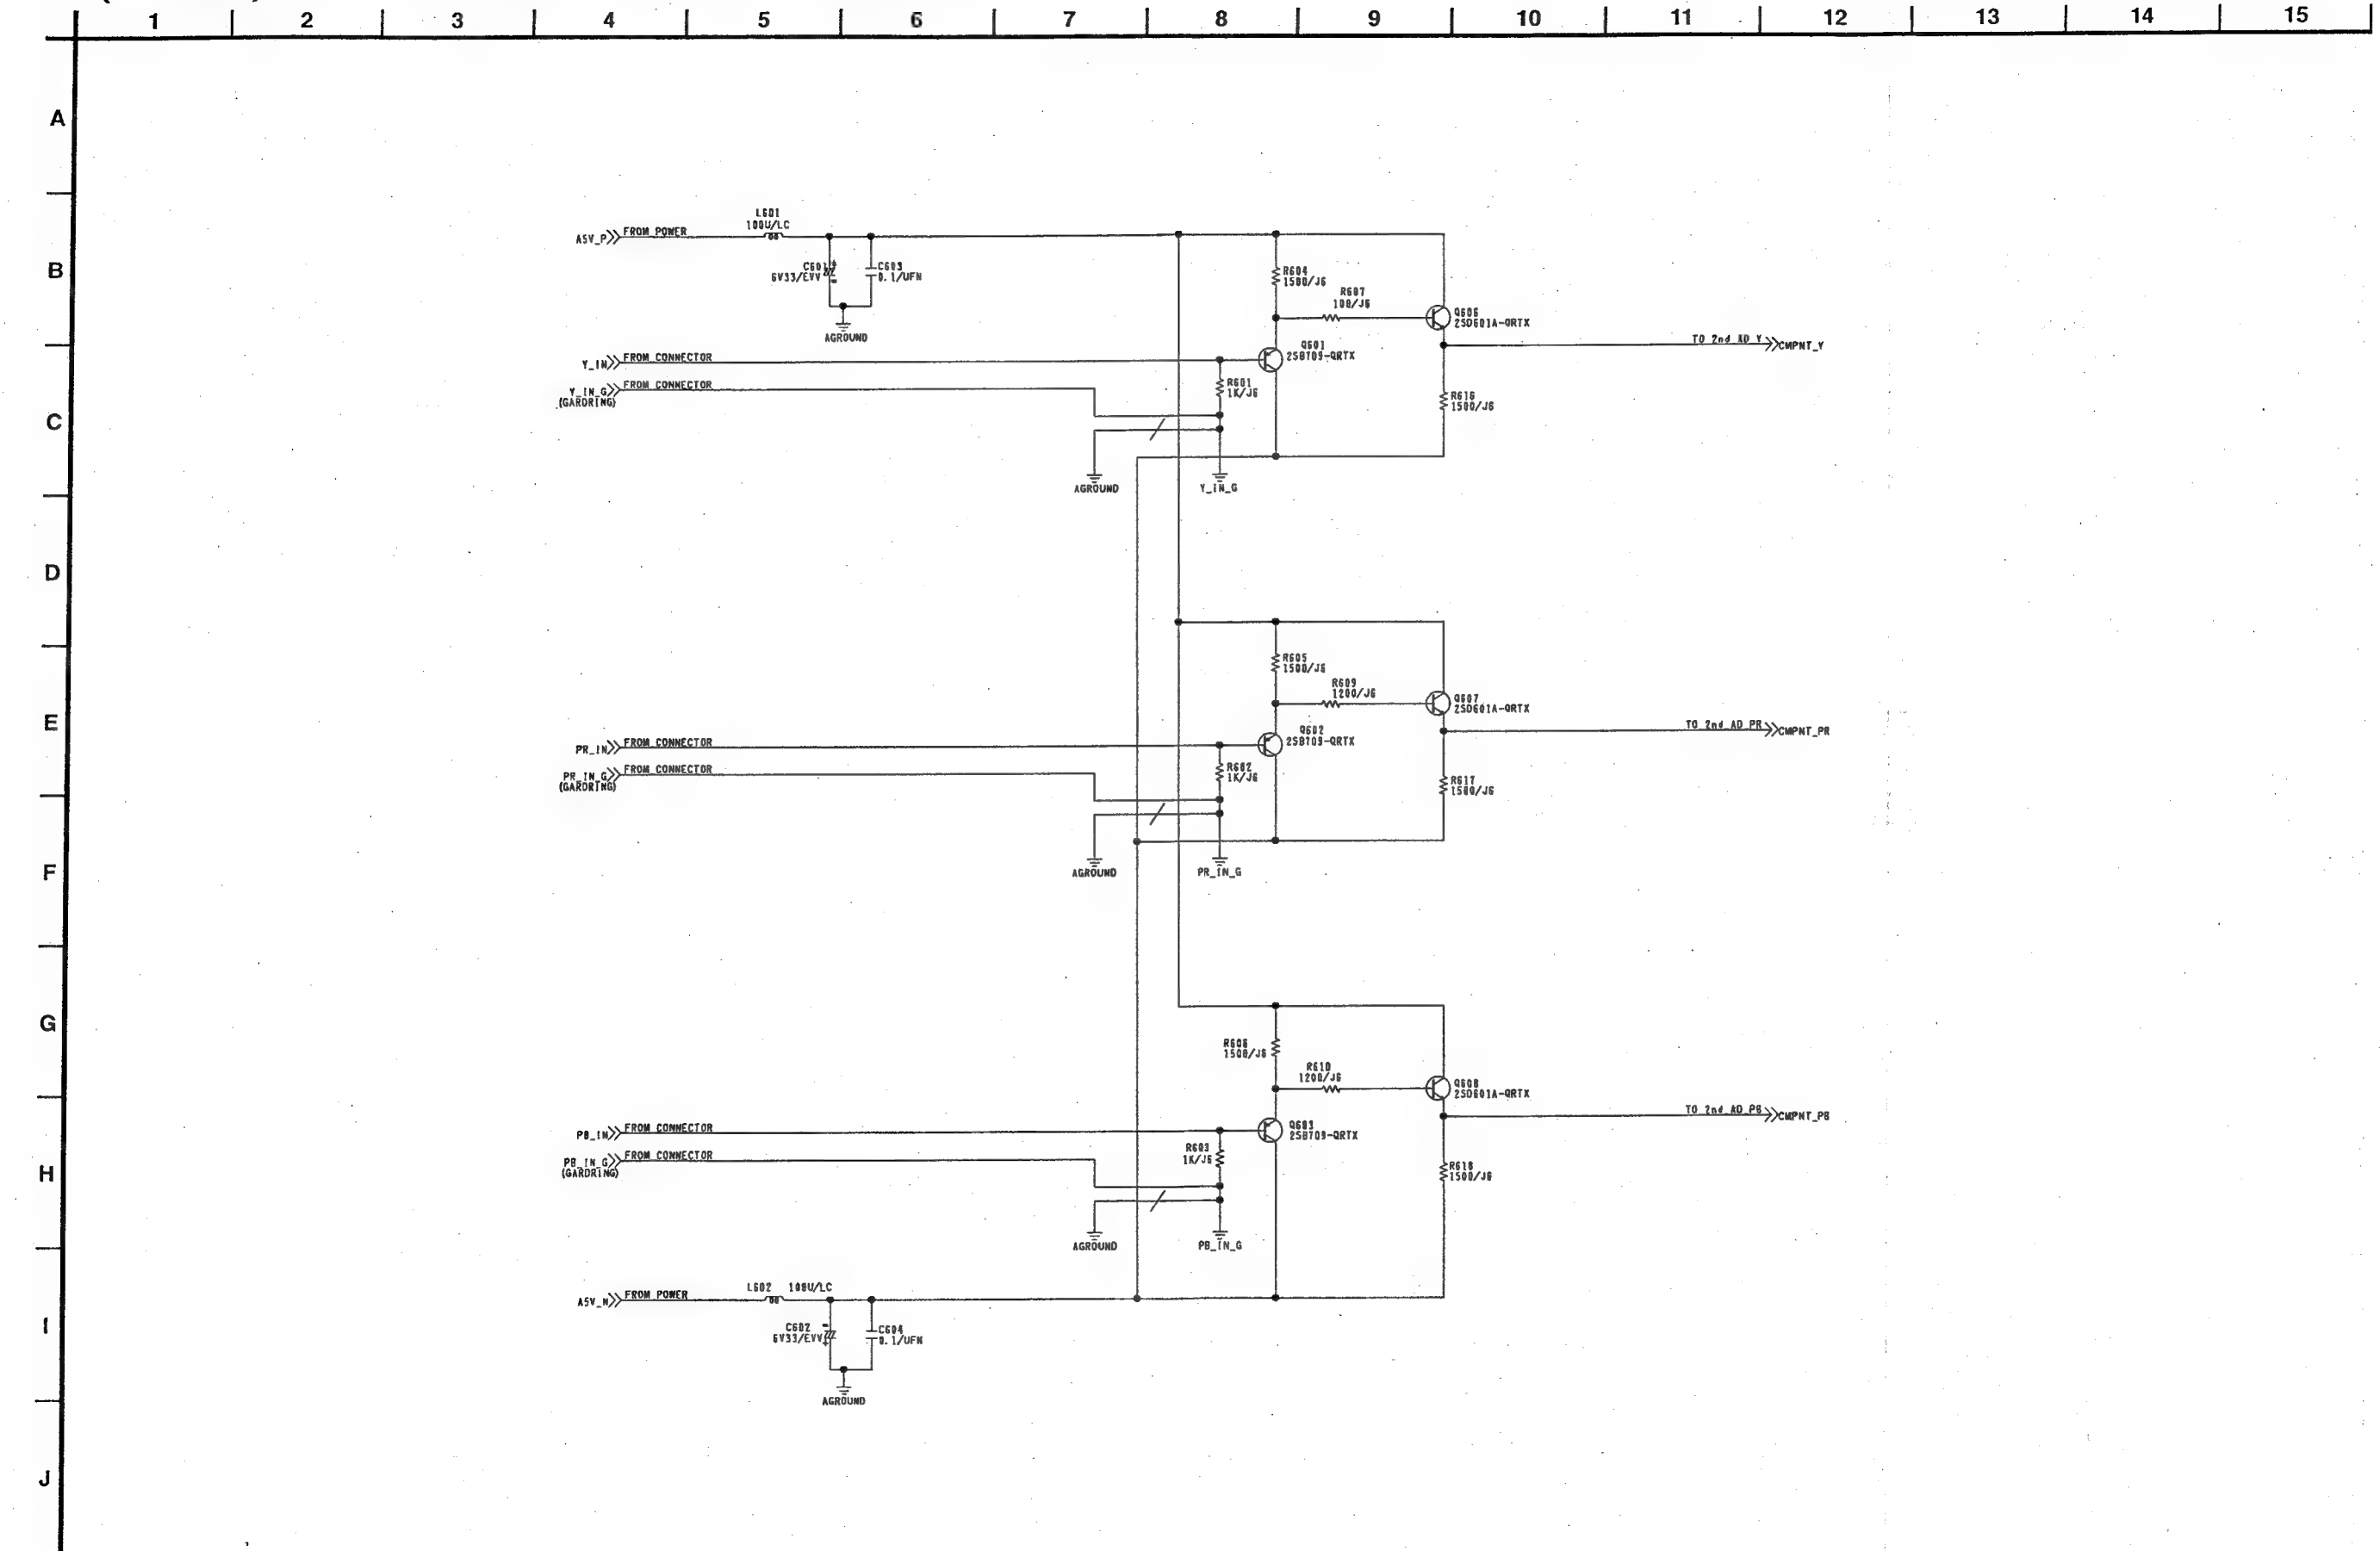 1 2 3 4 5 6 7 8 9 10 11 12 13 14 15
A
B
C
D
E
F
G
H
I
J
L601
100U/LC
A5V_P FROM POWER
C601
6V33/EVV
C603
0.1/UFN
AGROUND
R604
1500/J6
R607
100/J6
Q606
2SD601A-QRTX
TO 2nd AD Y CMPNT_Y
Y_IN FROM CONNECTOR
Q601
2SB709-QRTX
Y_IN_G FROM CONNECTOR
(GARDRING)
R601
1K/J6
R616
1500/J6
AGROUND
Y_IN_G
R605
1500/J6
R609
1200/J6
Q607
2SD601A-QRTX
TO 2nd AD PR CMPNT_PR
PR_IN FROM CONNECTOR
Q602
2SB709-QRTX
PR_IN_G FROM CONNECTOR
(GARDRING)
R602
1K/J6
R617
1500/J6
AGROUND
PR_IN_G
R606
1500/J6
R610
1200/J6
Q608
2SD601A-QRTX
TO 2nd AD PB CMPNT_PB
PB_IN FROM CONNECTOR
Q603
2SB709-QRTX
PB_IN_G FROM CONNECTOR
(GARDRING)
R603
1K/J6
R618
1500/J6
AGROUND
PB_IN_G
L602 100U/LC
A5V_N FROM POWER
C602
6V33/EVV
C604
0.1/UFN
AGROUND